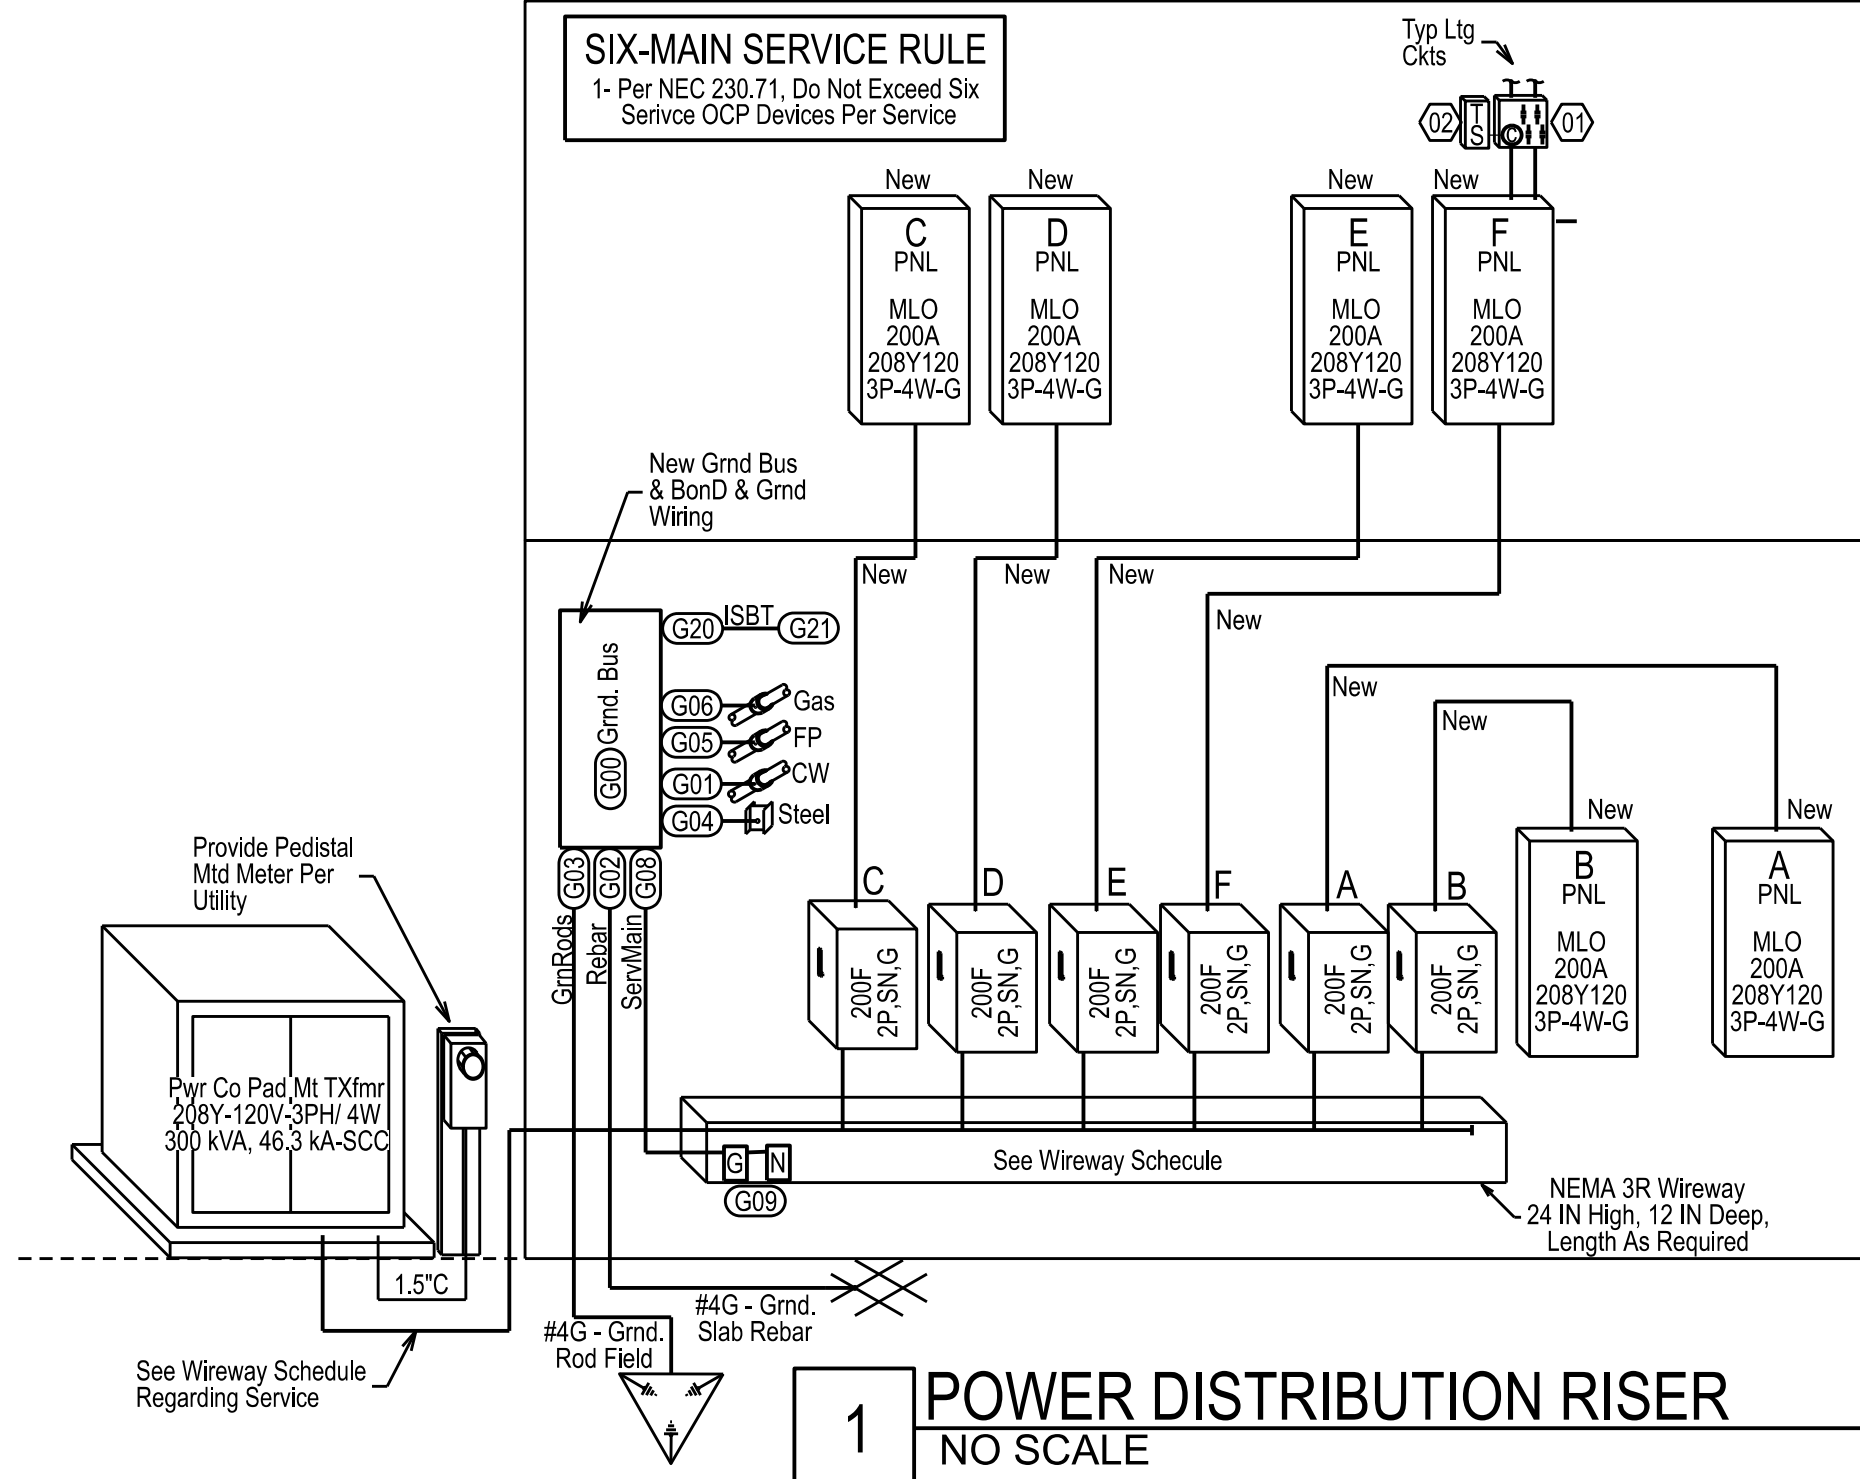 SIX-MAIN SERVICE RULE
1- Per NEC 230.71, Do Not Exceed Six
Serivce OCP Devices Per Service
Typ Ltg
Ckts
02
T
S
C
01
New
New
New
New
C
PNL
MLO
200A
208Y120
3P-4W-G
D
PNL
MLO
200A
208Y120
3P-4W-G
E
PNL
MLO
200A
208Y120
3P-4W-G
F
PNL
MLO
200A
208Y120
3P-4W-G
New Grnd Bus
& BonD & Grnd
Wiring
New
New
New
New
New
New
G20
ISBT
G21
G06
Gas
G05
FP
G01
CW
G04
Steel
G00
Grnd. Bus
G03
G02
G08
GrnRods
Rebar
ServMain
New
New
B
PNL
MLO
200A
208Y120
3P-4W-G
A
PNL
MLO
200A
208Y120
3P-4W-G
C
200F
2P,SN,G
D
200F
2P,SN,G
E
200F
2P,SN,G
F
200F
2P,SN,G
A
200F
2P,SN,G
B
200F
2P,SN,G
Provide Pedistal
Mtd Meter Per
Utility
Pwr Co Pad Mt TXfmr
208Y-120V-3PH/ 4W
300 kVA, 46.3 kA-SCC
G
N
G09
See Wireway Schecule
NEMA 3R Wireway
24 IN High, 12 IN Deep,
Length As Required
1.5"C
#4G - Grnd.
Slab Rebar
#4G - Grnd.
Rod Field
See Wireway Schedule
Regarding Service
1
POWER DISTRIBUTION RISER
NO SCALE